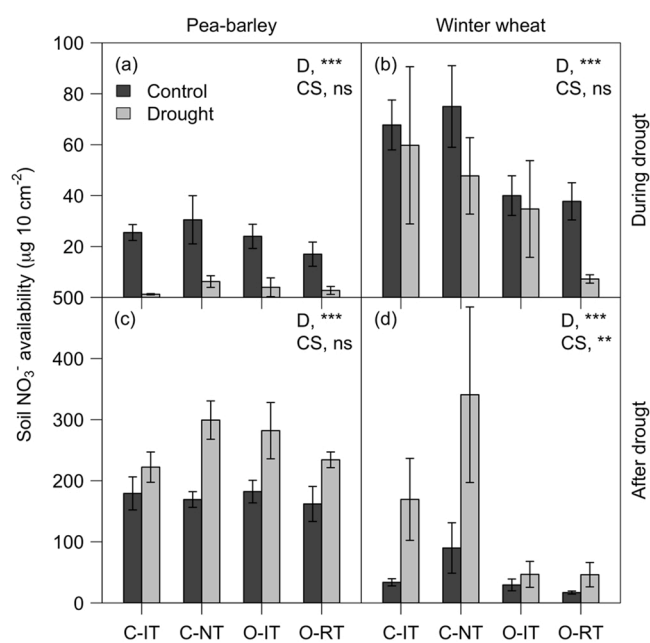 Pea-barley
Winter wheat
Soil NO3- availability (µg 10 cm-2)
100
80
60
40
20
500
400
300
200
100
0
(a)
D, ***
CS, ns
Control
Drought
(b)
D, ***
CS, ns
During drougt
(c)
D, ***
CS, ns
(d)
D, ***
CS, **
After drougt
C-IT
C-NT
O-IT
O-RT
C-IT
C-NT
O-IT
O-RT